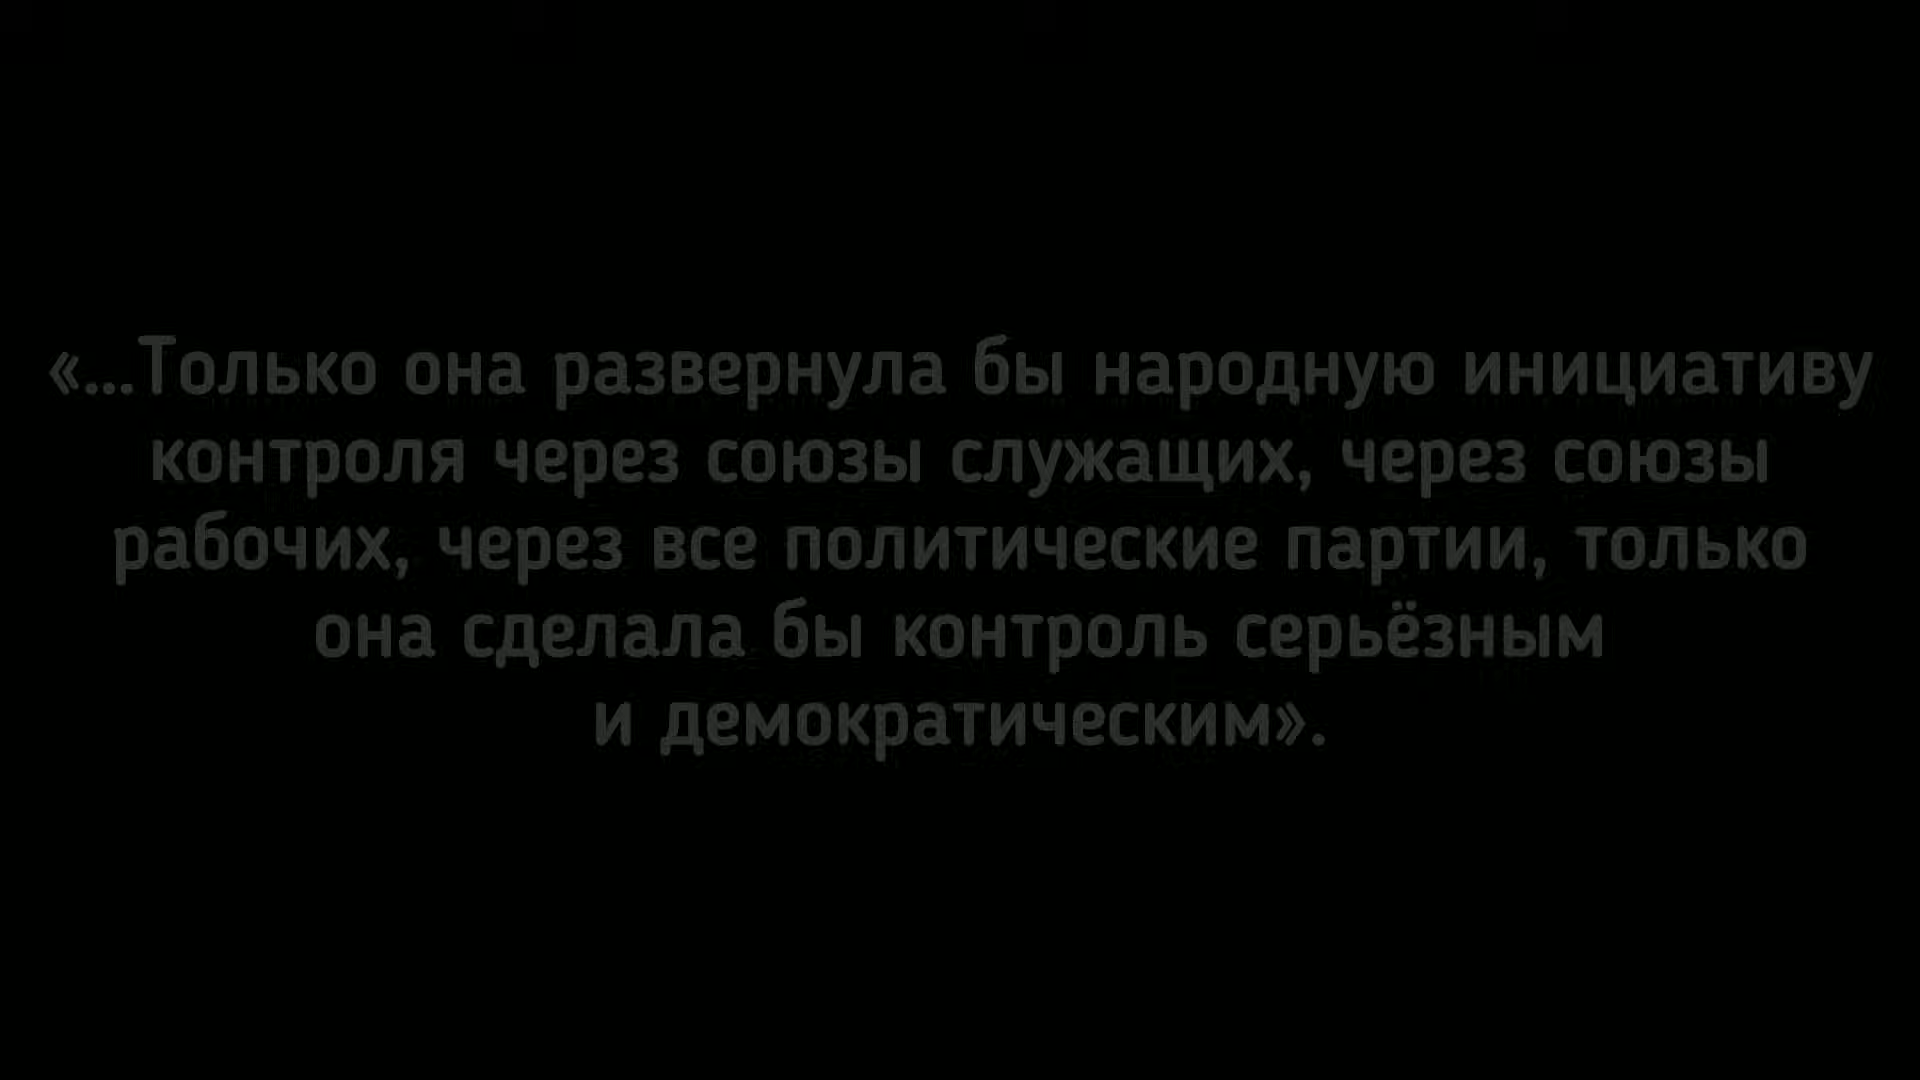 «...Только она развернула бы народную инициативу
контроля через союзы служащих, через союзы
рабочих, через все политические партии, только
она сделала бы контроль серьёзным
и демократическим».